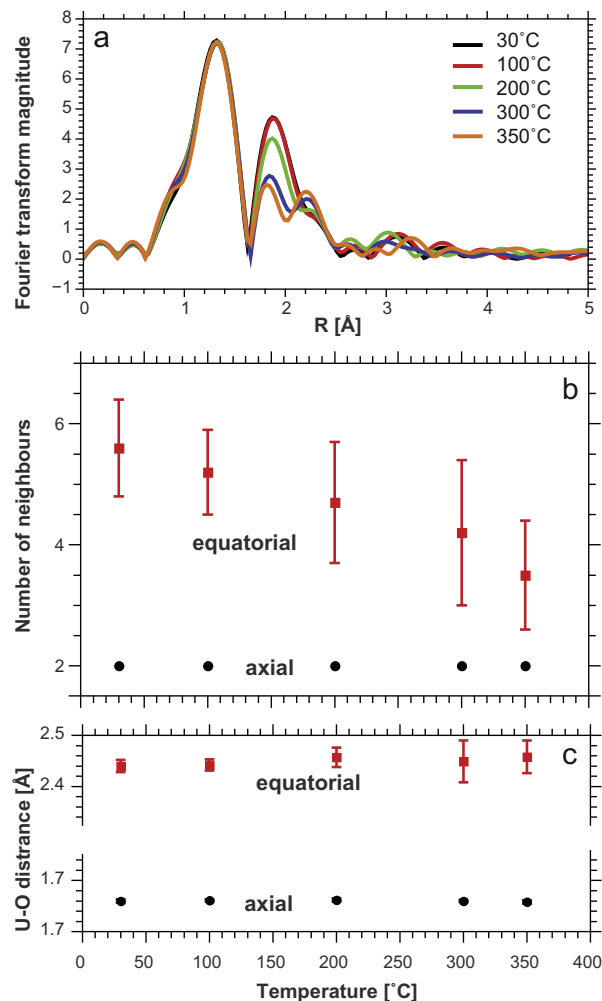 a
Fourier transform magnitude
8
7
6
5
4
3
2
1
0
−1
30˚C
100˚C
200˚C
300˚C
350˚C
0 1 2 3 4 5
R [Å]
b
Number of neighbours
6
4
2
equatorial
axial
c
U-O distrance [Å]
2.5
2.4
1.7
1.7
equatorial
axial
0 50 100 150 200 250 300 350 400
Temperature [˚C]